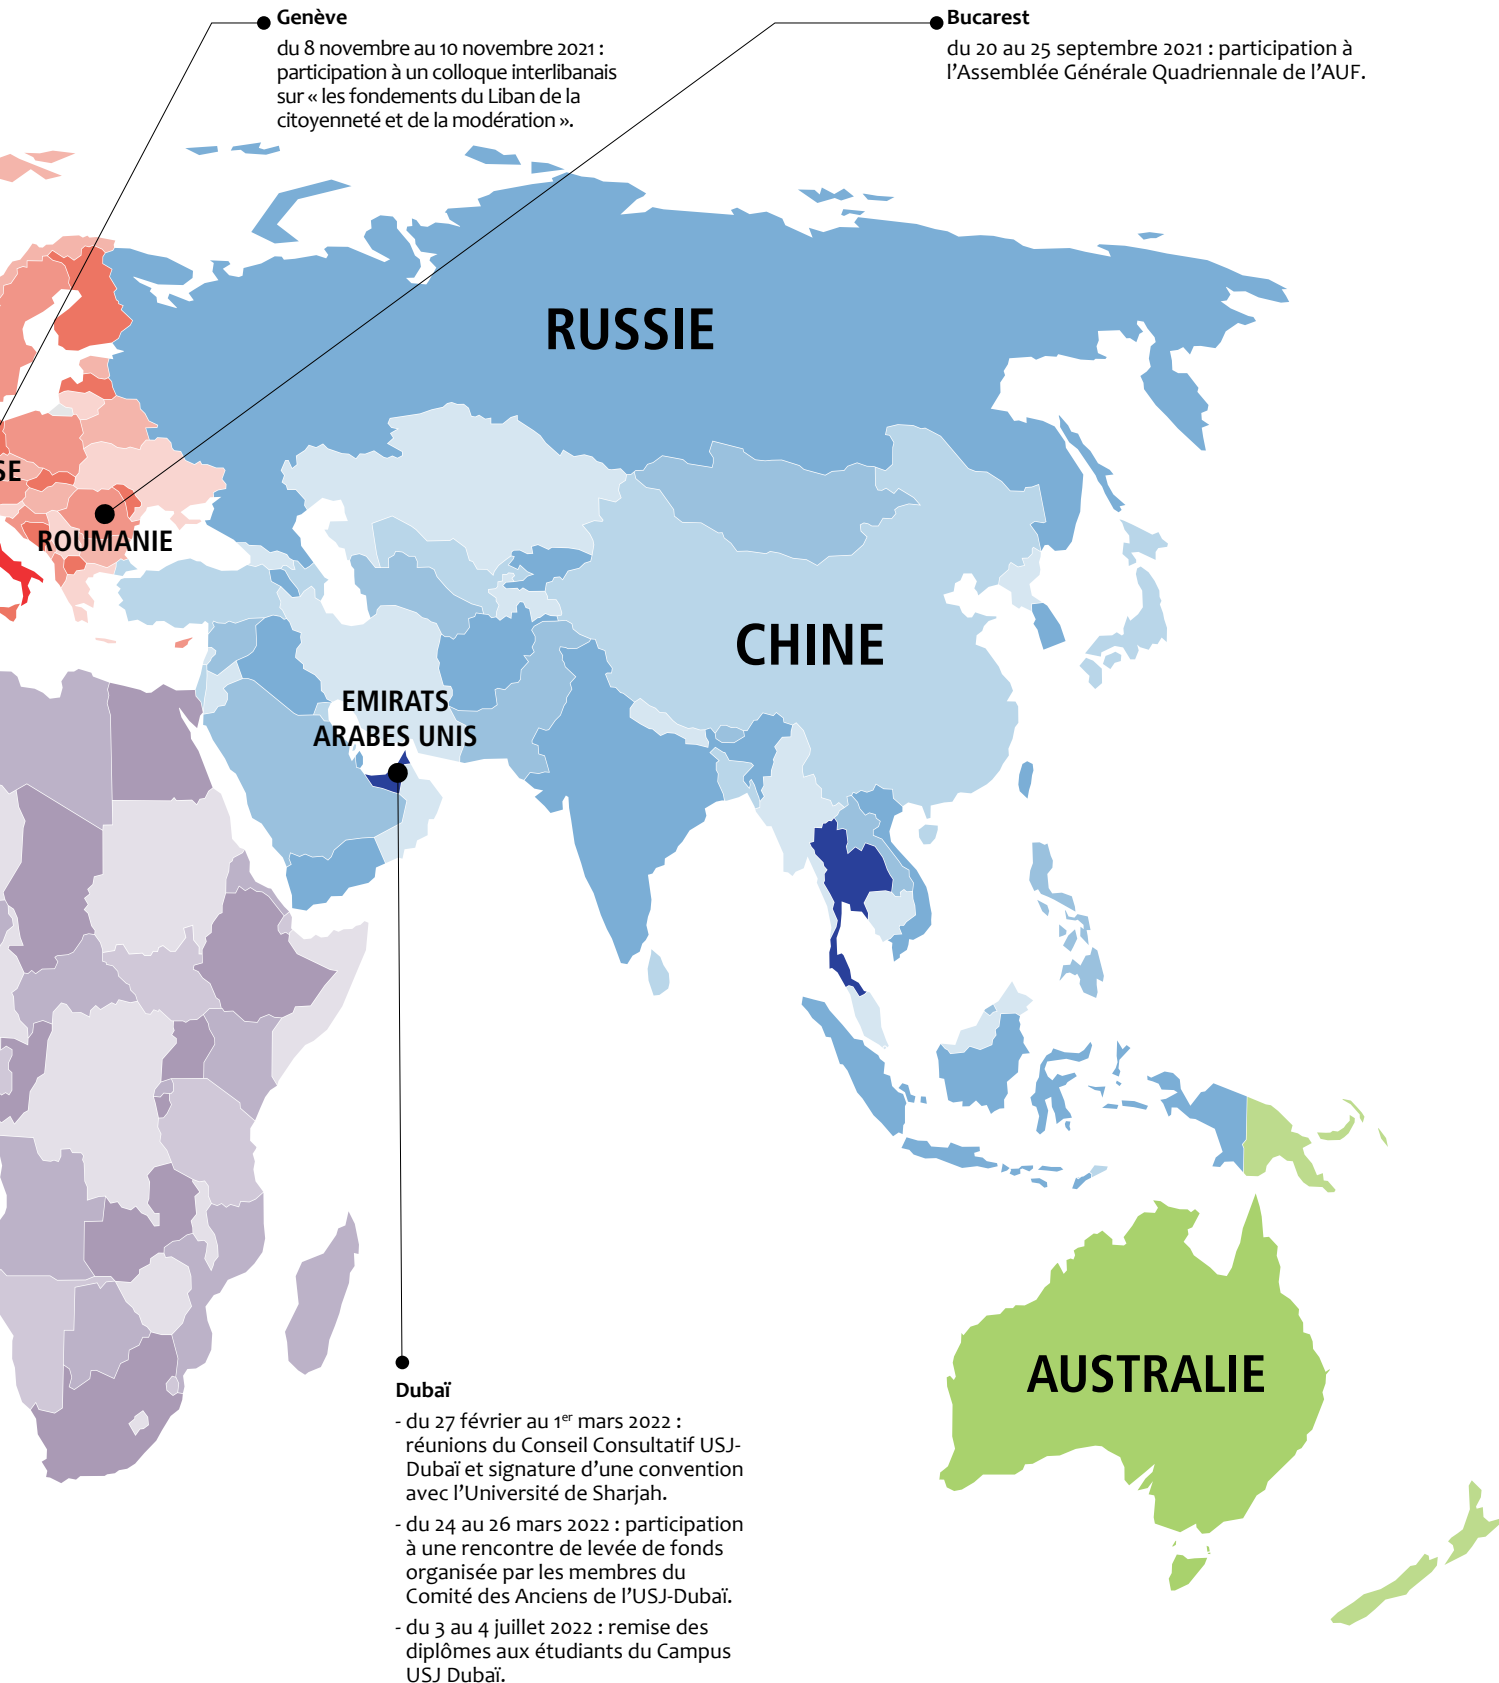 Genève
du 8 novembre au 10 novembre 2021 :
participation à un colloque interlibanais
sur « les fondements du Liban de la
citoyenneté et de la modération ».
Bucarest
du 20 au 25 septembre 2021 : participation à
l’Assemblée Générale Quadriennale de l’AUF.
RUSSIE
SE
ROUMANIE
CHINE
EMIRATS
ARABES UNIS
AUSTRALIE
Dubaï
- du 27 février au 1er mars 2022 :
réunions du Conseil Consultatif USJ-
Dubaï et signature d’une convention
avec l’Université de Sharjah.
- du 24 au 26 mars 2022 : participation
à une rencontre de levée de fonds
organisée par les membres du
Comité des Anciens de l’USJ-Dubaï.
- du 3 au 4 juillet 2022 : remise des
diplômes aux étudiants du Campus
USJ Dubaï.